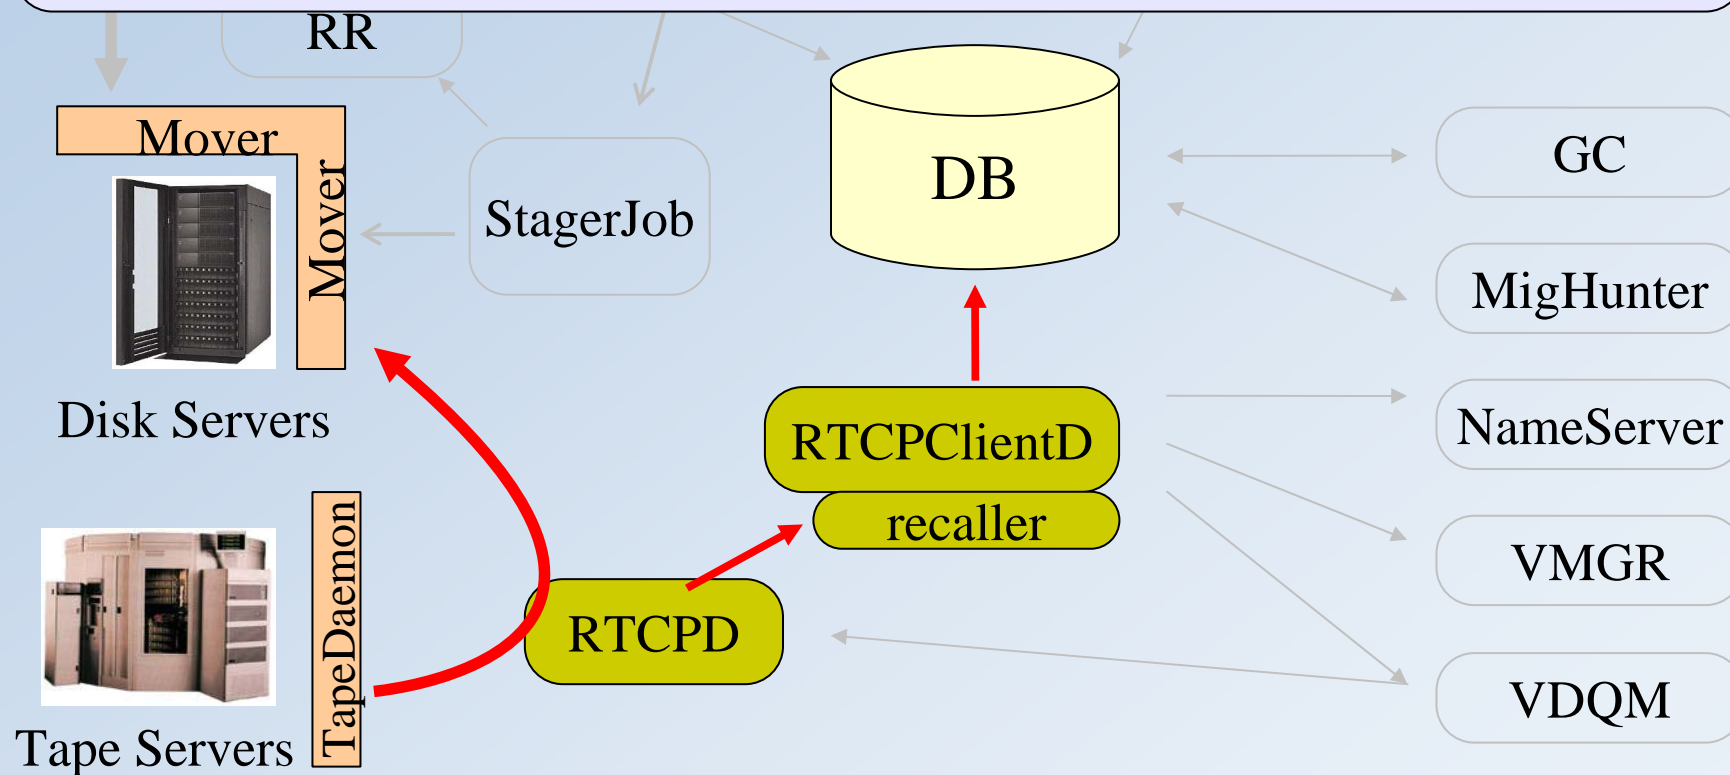 RR
Mover
Mover
StagerJob
DB
GC
MigHunter
Disk Servers
RTCPClientD
NameServer
recaller
VMGR
TapeDaemon
RTCPD
VDQM
Tape Servers